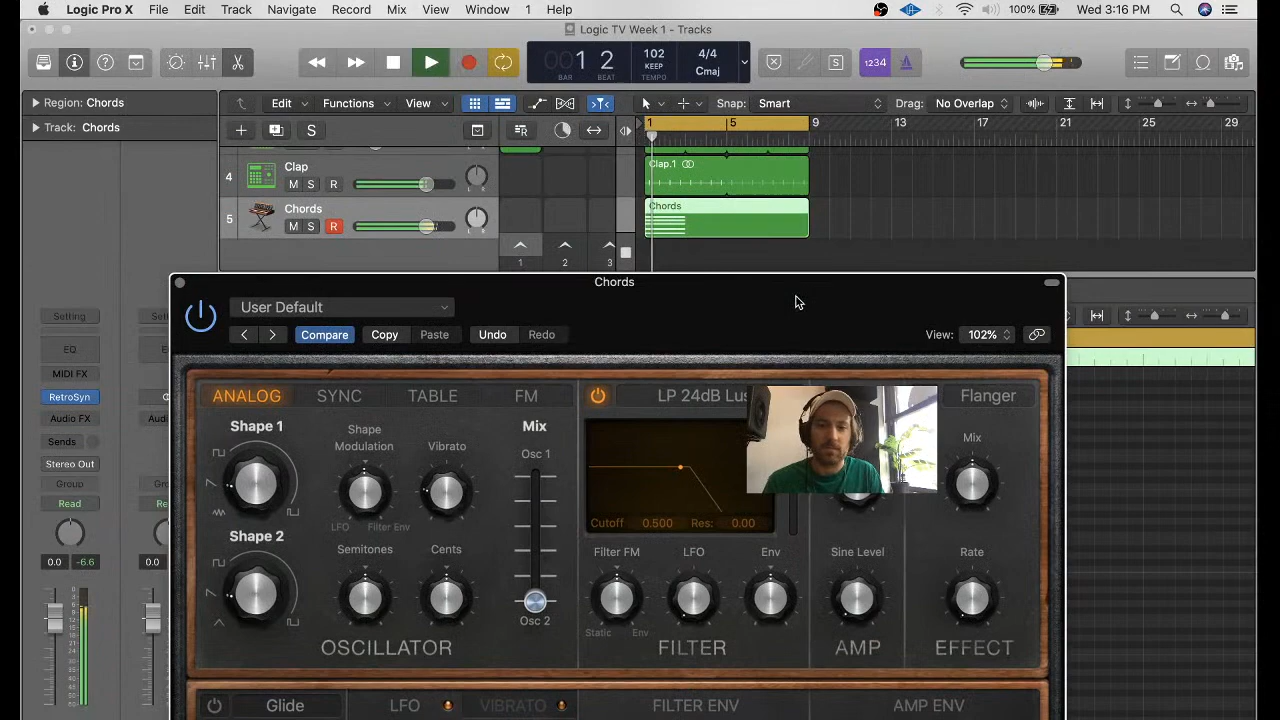 Logic Pro X File Edit Track Navigate Record Mix View Window 1 Help 100% Wed 3:16 PM
Logic TV Week 1 - Tracks
001 2 102 4/4
KEEP Cmaj
BAR BEAT TEMPO
S 1234
Region: Chords
Edit Functions View Snap: Smart Drag: No Overlap
Track: Chords
S 1 5 9 13 17 21 25 29
4 Clap
M S R L R
Clap.1
5 Chords
M S R L R
Chords
1 2 3
Chords
User Default
Compare Copy Paste Undo Redo View: 102%
Setting
EQ
MIDI FX
RetroSyn
Audio FX
Sends
Stereo Out
Group
Read
0.0 -6.6 0.0
ANALOG SYNC TABLE FM
LP 24dB Lus Flanger
Shape 1 Shape Modulation Vibrato Mix
Osc 1
Mix
LFO Filter Env
Cutoff 0.500 Res: 0.00
Shape 2 Semitones Cents
Osc 2
Filter FM LFO Env Sine Level Rate
Static Env
OSCILLATOR FILTER AMP EFFECT
Glide LFO VIBRATO FILTER ENV AMP ENV